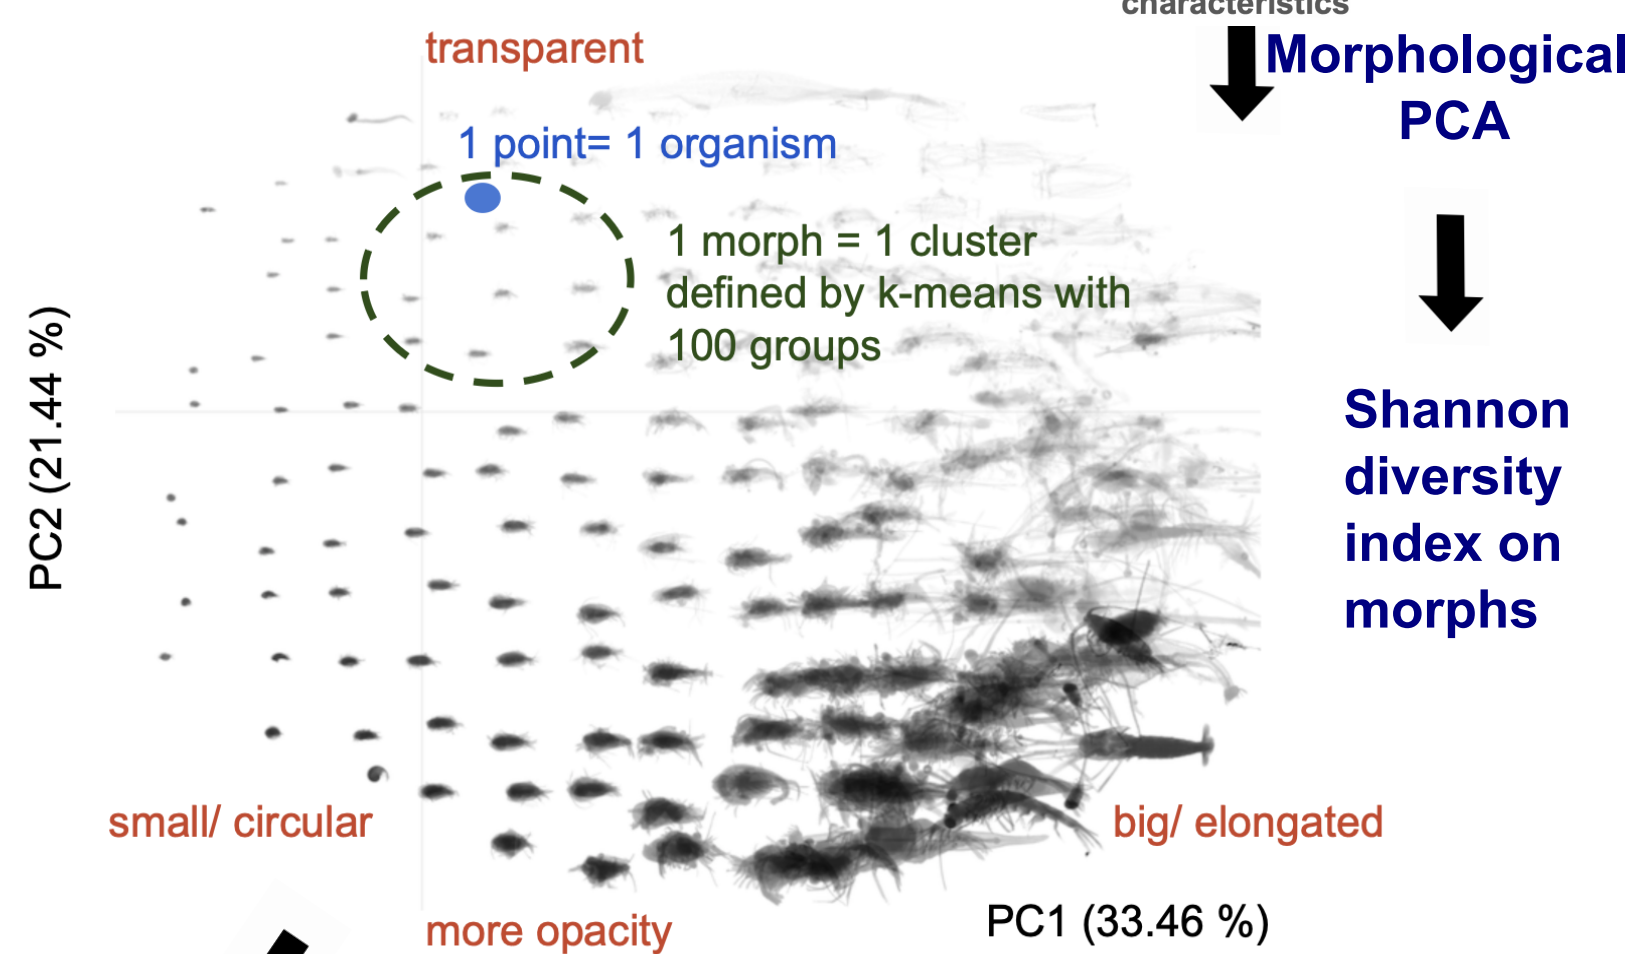 characteristics
transparent
Morphological
PCA
1 point= 1 organism
1 morph = 1 cluster
defined by k-means with
100 groups
PC2 (21.44 %)
Shannon
diversity
index on
morphs
small/ circular
big/ elongated
more opacity
PC1 (33.46 %)